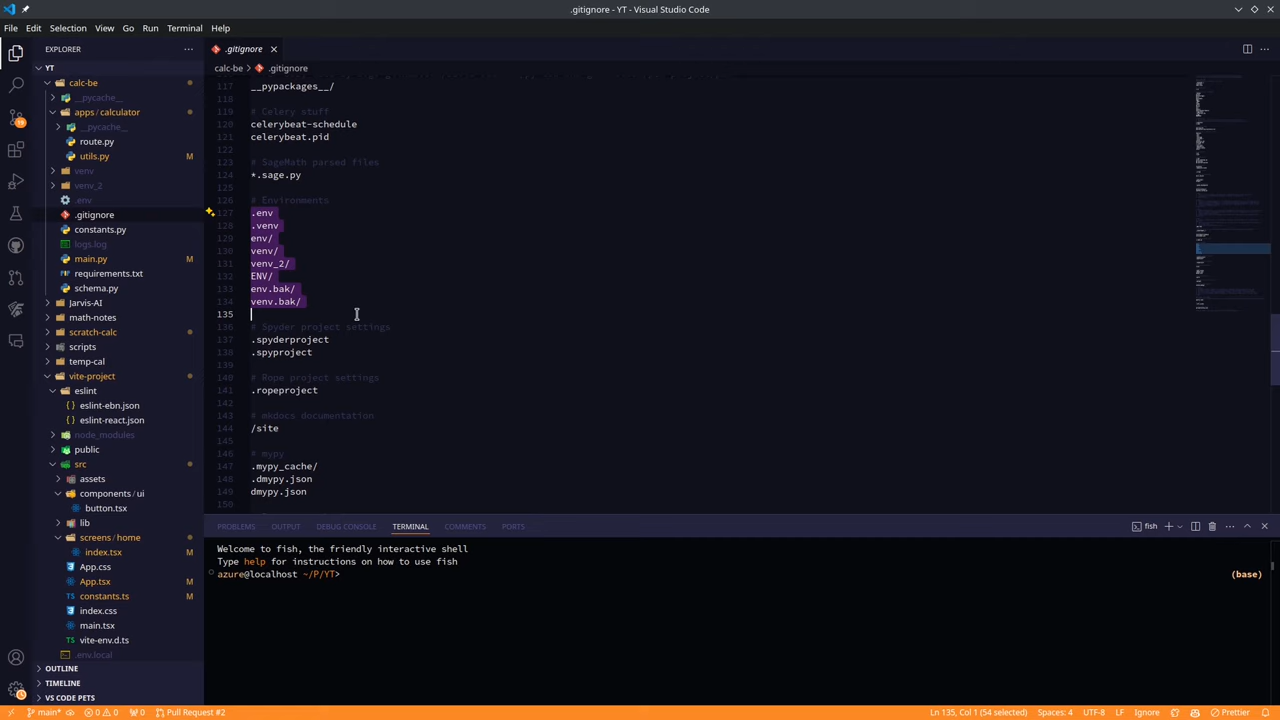 .gitignore - YT - Visual Studio Code
File Edit Selection View Go Run Terminal Help
EXPLORER
.gitignore
YT
calc-be > .gitignore
calc-be
__pycache__
apps / calculator
__pycache__
route.py
utils.py M
venv
venv_2
.env
.gitignore
constants.py
logs.log
main.py M
requirements.txt
schema.py
Jarvis-AI
math-notes
scratch-calc
scripts
temp-cal
vite-project
eslint
eslint-ebn.json
eslint-react.json
node_modules
public
src
assets
components / ui
button.tsx
lib
screens / home
index.tsx M
App.css
App.tsx M
constants.ts M
index.css
main.tsx
vite-env.d.ts
.env.local
OUTLINE
TIMELINE
VS CODE PETS
19
117 __pypackages__/
118
119 # Celery stuff
120 celerybeat-schedule
121 celerybeat.pid
122
123 # SageMath parsed files
124 *.sage.py
125
126 # Environments
127 .env
128 .venv
129 env/
130 venv/
131 venv_2/
132 ENV/
133 env.bak/
134 venv.bak/
135
136 # Spyder project settings
137 .spyderproject
138 .spyproject
139
140 # Rope project settings
141 .ropeproject
142
143 # mkdocs documentation
144 /site
145
146 # mypy
147 .mypy_cache/
148 .dmypy.json
149 dmypy.json
150
PROBLEMS OUTPUT DEBUG CONSOLE TERMINAL COMMENTS PORTS
fish
Welcome to fish, the friendly interactive shell
Type help for instructions on how to use fish
azure@localhost ~/P/YT> (base)
main* 0 0 0 Pull Request #2 Ln 135, Col 1 (54 selected) Spaces: 4 UTF-8 LF Ignore Prettier